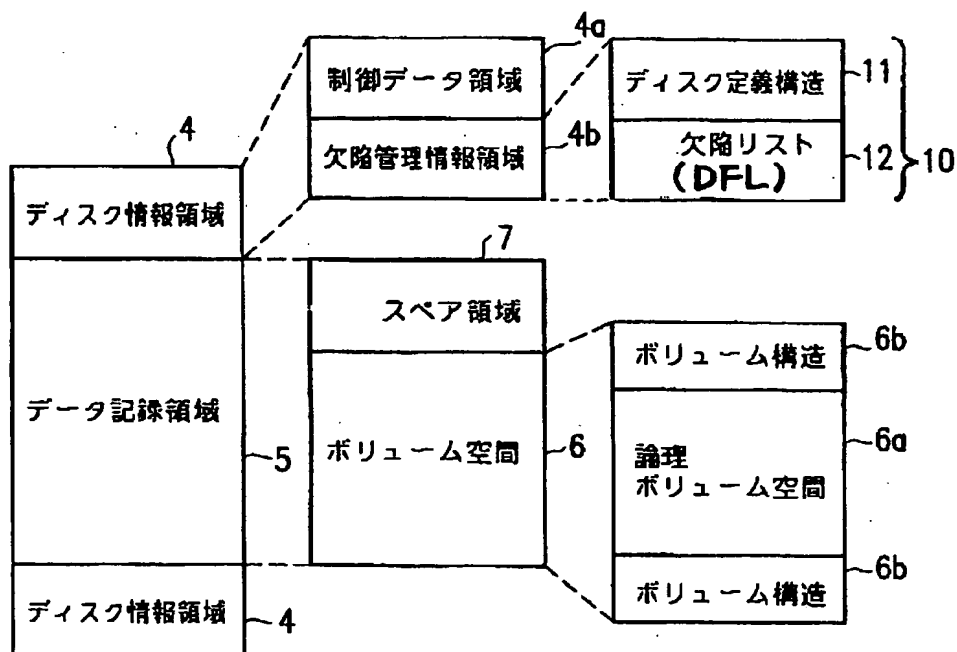 4
ディスク情報領域
データ記録領域
5
ディスク情報領域
4
4a
制御データ領域
4b
欠陥管理情報領域
11
ディスク定義構造
12
欠陥リスト
(DFL)
10
7
スペア領域
ボリューム空間
6
6b
ボリューム構造
6a
論理
ボリューム空間
6b
ボリューム構造